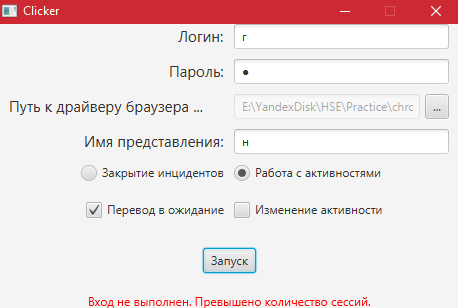 Clicker
Логин: г
Пароль: ●
Путь к драйверу браузера ... E:\YandexDisk\HSE\Practice\chrc ...
Имя представления: н
Закрытие инцидентов Работа с активностями
Перевод в ожидание Изменение активности
Запуск
Вход не выполнен. Превышено количество сессий.